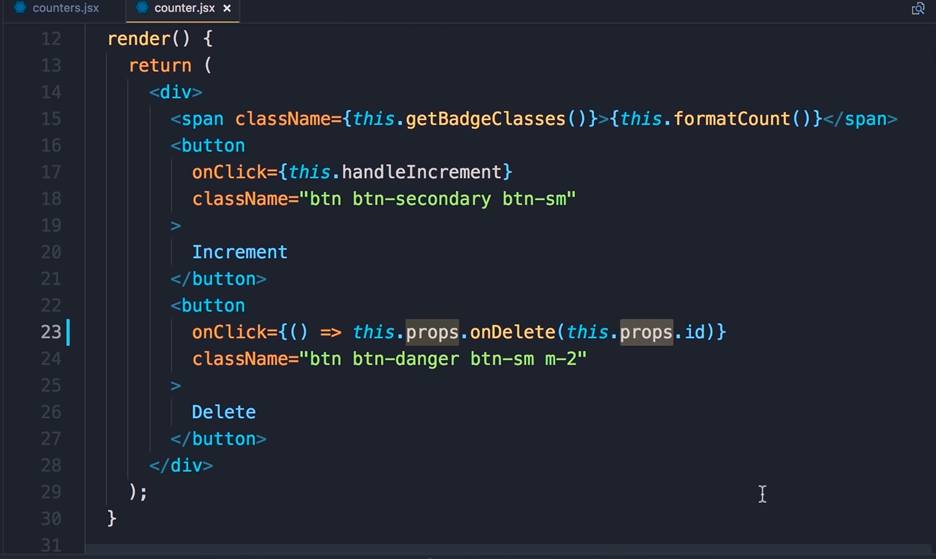 counters.jsx counter.jsx ×
12 render() {
13 return (
14 <div>
15 <span className={this.getBadgeClasses()}>{this.formatCount()}</span>
16 <button
17 onClick={this.handleIncrement}
18 className="btn btn-secondary btn-sm"
19 >
20 Increment
21 </button>
22 <button
23 onClick={() => this.props.onDelete(this.props.id)}
24 className="btn btn-danger btn-sm m-2"
25 >
26 Delete
27 </button>
28 </div>
29 );
30 }
31